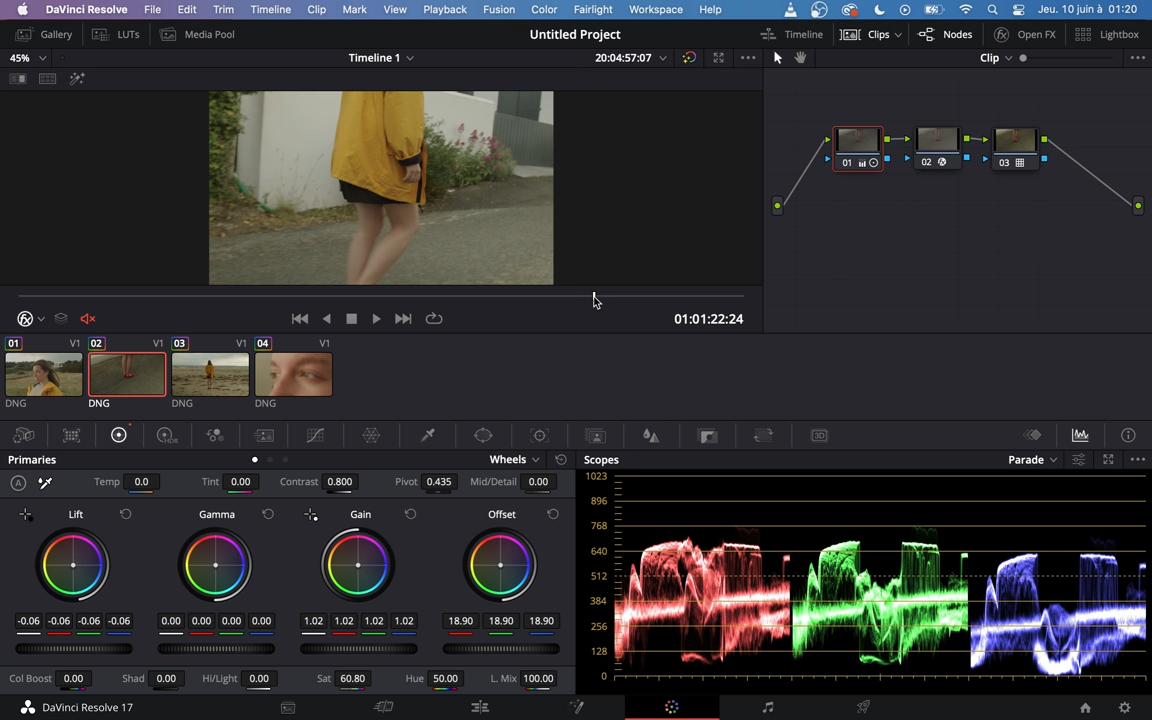 DaVinci Resolve File Edit Trim Timeline Clip Mark View Playback Fusion Color Fairlight Workspace Help Jeu. 10 juin à 01:20
Gallery LUTs Media Pool Untitled Project Timeline Clips Nodes Open FX Lightbox
45% Timeline 1 20:04:57:07 Clip
01 02 03
01:01:22:24
01 V1 02 V1 03 V1 04 V1
DNG DNG DNG DNG
HDR 3D
Primaries Wheels Scopes Parade
A Temp 0.0 Tint 0.00 Contrast 0.800 Pivot 0.435 Mid/Detail 0.00
Lift Gamma Gain Offset
-0.06 -0.06 -0.06 -0.06 0.00 0.00 0.00 0.00 1.02 1.02 1.02 1.02 18.90 18.90 18.90
Col Boost 0.00 Shad 0.00 Hi/Light 0.00 Sat 60.80 Hue 50.00 L. Mix 100.00
1023
896
768
640
512
384
256
128
0
DaVinci Resolve 17